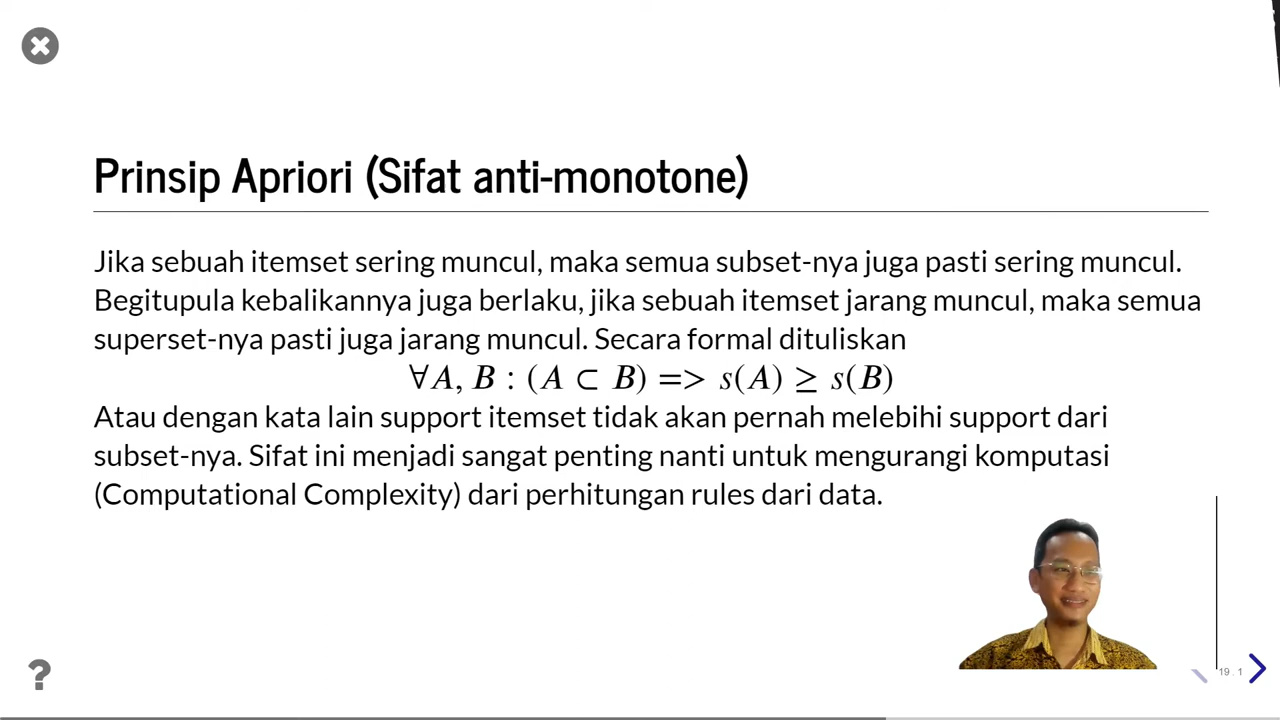 Prinsip Apriori (Sifat anti-monotone)
Jika sebuah itemset sering muncul, maka semua subset-nya juga pasti sering muncul.
Begitupula kebalikannya juga berlaku, jika sebuah itemset jarang muncul, maka semua
superset-nya pasti juga jarang muncul. Secara formal dituliskan
∀A, B : (A ⊂ B) => s(A) ≥ s(B)
Atau dengan kata lain support itemset tidak akan pernah melebihi support dari
subset-nya. Sifat ini menjadi sangat penting nanti untuk mengurangi komputasi
(Computational Complexity) dari perhitungan rules dari data.
?
19 . 1